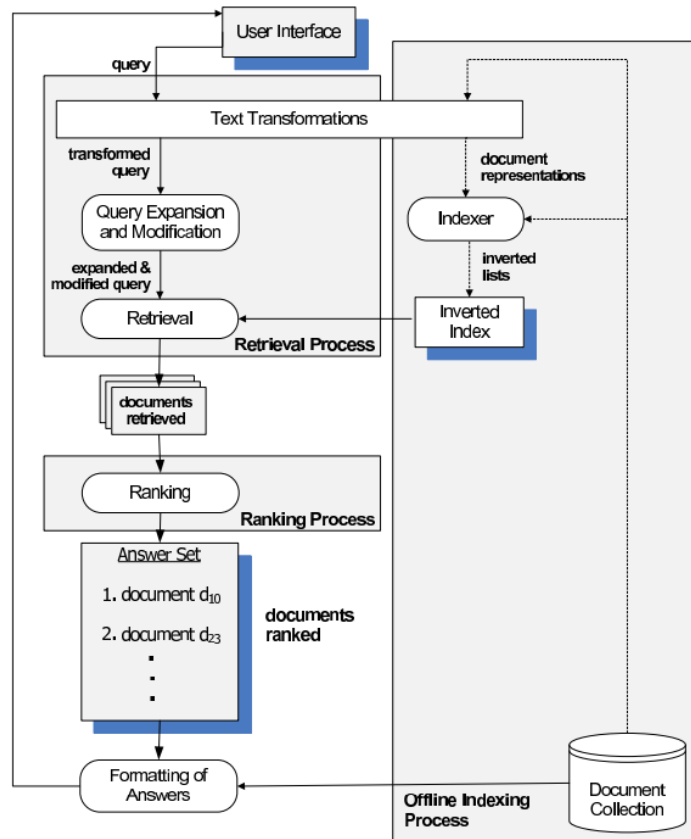 User Interface
query
Text Transformations
transformed
query
document
representations
Query Expansion
and Modification
Indexer
expanded &
modified query
inverted
lists
Retrieval
Inverted
Index
Retrieval Process
documents
retrieved
Ranking
Ranking Process
Answer Set
1. document d10
2. document d23
documents
ranked
Formatting of
Answers
Offline Indexing
Process
Document
Collection